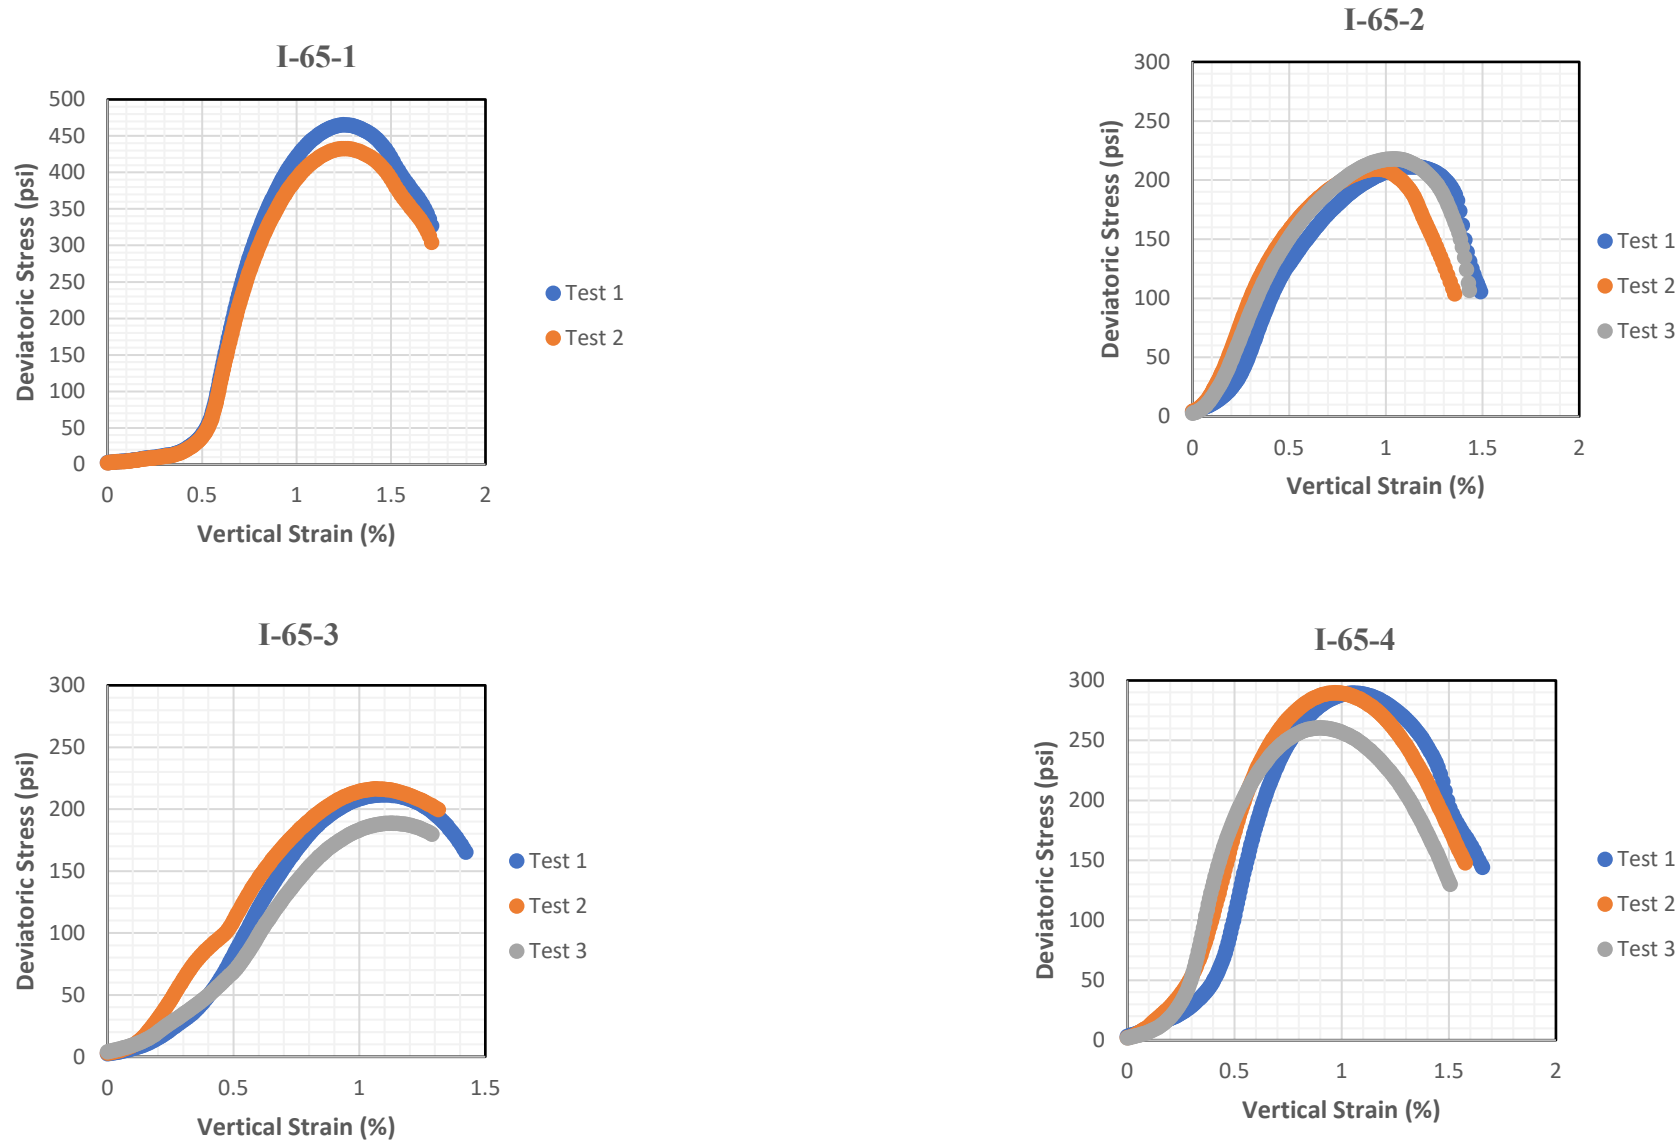 I-65-1
500
450
400
350
300
250
200
150
100
50
0
0 0.5 1 1.5 2
Deviatoric Stress (psi)
Vertical Strain (%)
Test 1
Test 2
I-65-2
300
250
200
150
100
50
0
0 0.5 1 1.5 2
Deviatoric Stress (psi)
Vertical Strain (%)
Test 1
Test 2
Test 3
I-65-3
300
250
200
150
100
50
0
0 0.5 1 1.5
Deviatoric Stress (psi)
Vertical Strain (%)
Test 1
Test 2
Test 3
I-65-4
300
250
200
150
100
50
0
0 0.5 1 1.5 2
Deviatoric Stress (psi)
Vertical Strain (%)
Test 1
Test 2
Test 3